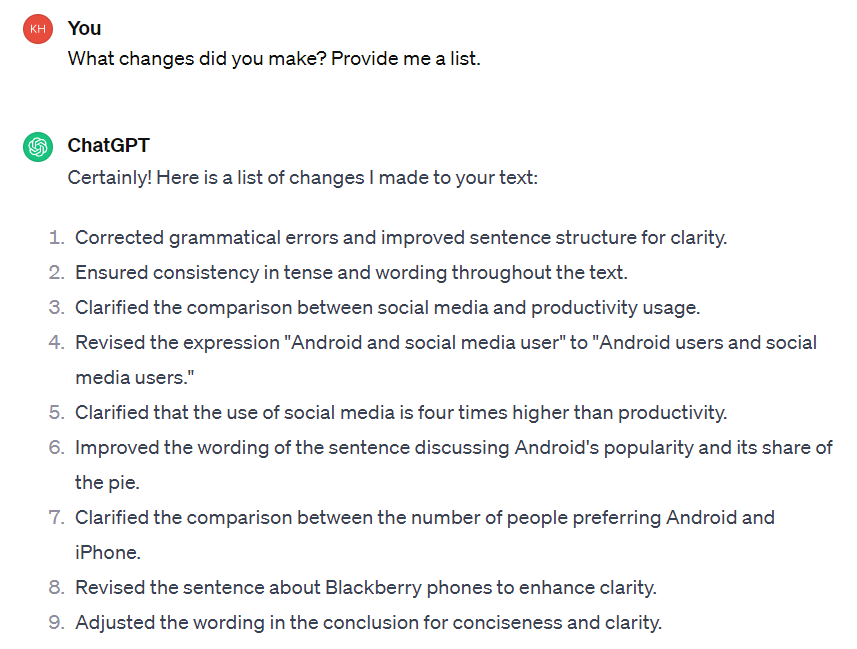 KH You
What changes did you make? Provide me a list.
ChatGPT
Certainly! Here is a list of changes I made to your text:
1. Corrected grammatical errors and improved sentence structure for clarity.
2. Ensured consistency in tense and wording throughout the text.
3. Clarified the comparison between social media and productivity usage.
4. Revised the expression "Android and social media user" to "Android users and social
media users."
5. Clarified that the use of social media is four times higher than productivity.
6. Improved the wording of the sentence discussing Android's popularity and its share of
the pie.
7. Clarified the comparison between the number of people preferring Android and
iPhone.
8. Revised the sentence about Blackberry phones to enhance clarity.
9. Adjusted the wording in the conclusion for conciseness and clarity.